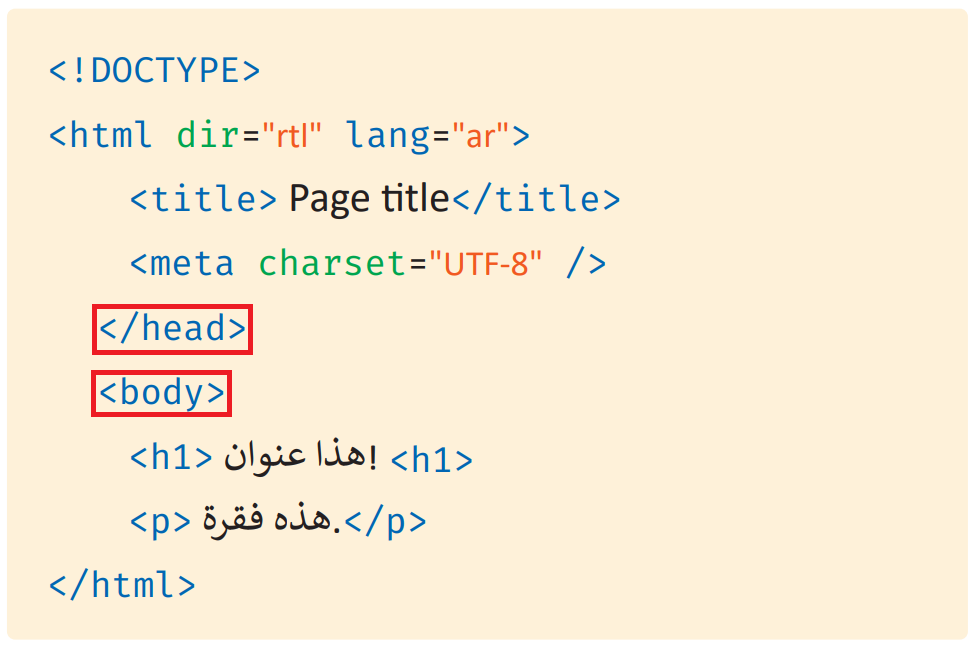 <!DOCTYPE>
<html dir="rtl" lang="ar">
<title> Page title</title>
<meta charset="UTF-8" />
</head>
<body>
<h1> هذا عنوان! <h1>
<p> هذه فقرة.</p>
</html>